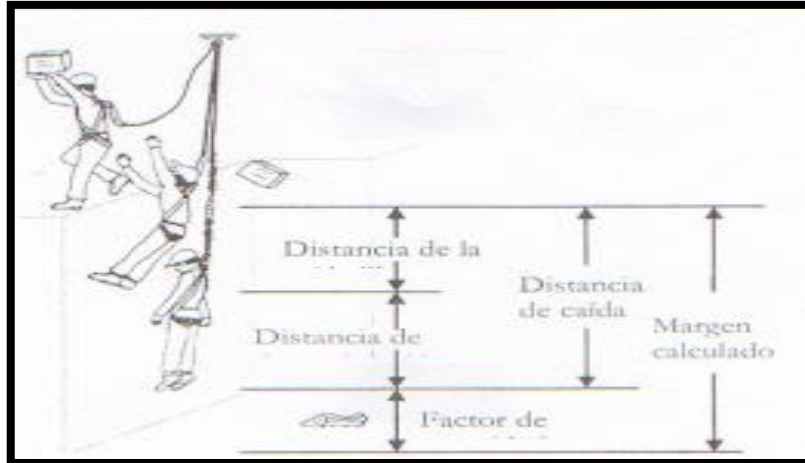 Distancia de la
Distancia de
Distancia
de caída
Margen
calculado
Factor de